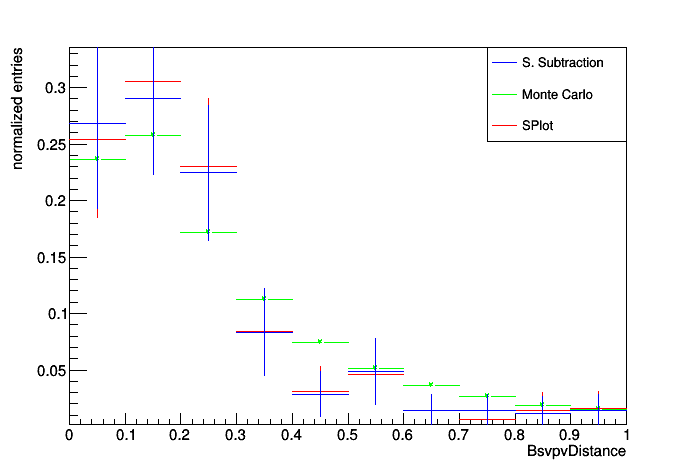 normalized entries
0.3
0.25
0.2
0.15
0.1
0.05
S. Subtraction
Monte Carlo
SPlot
0 0.1 0.2 0.3 0.4 0.5 0.6 0.7 0.8 0.9 1
BsvpvDistance